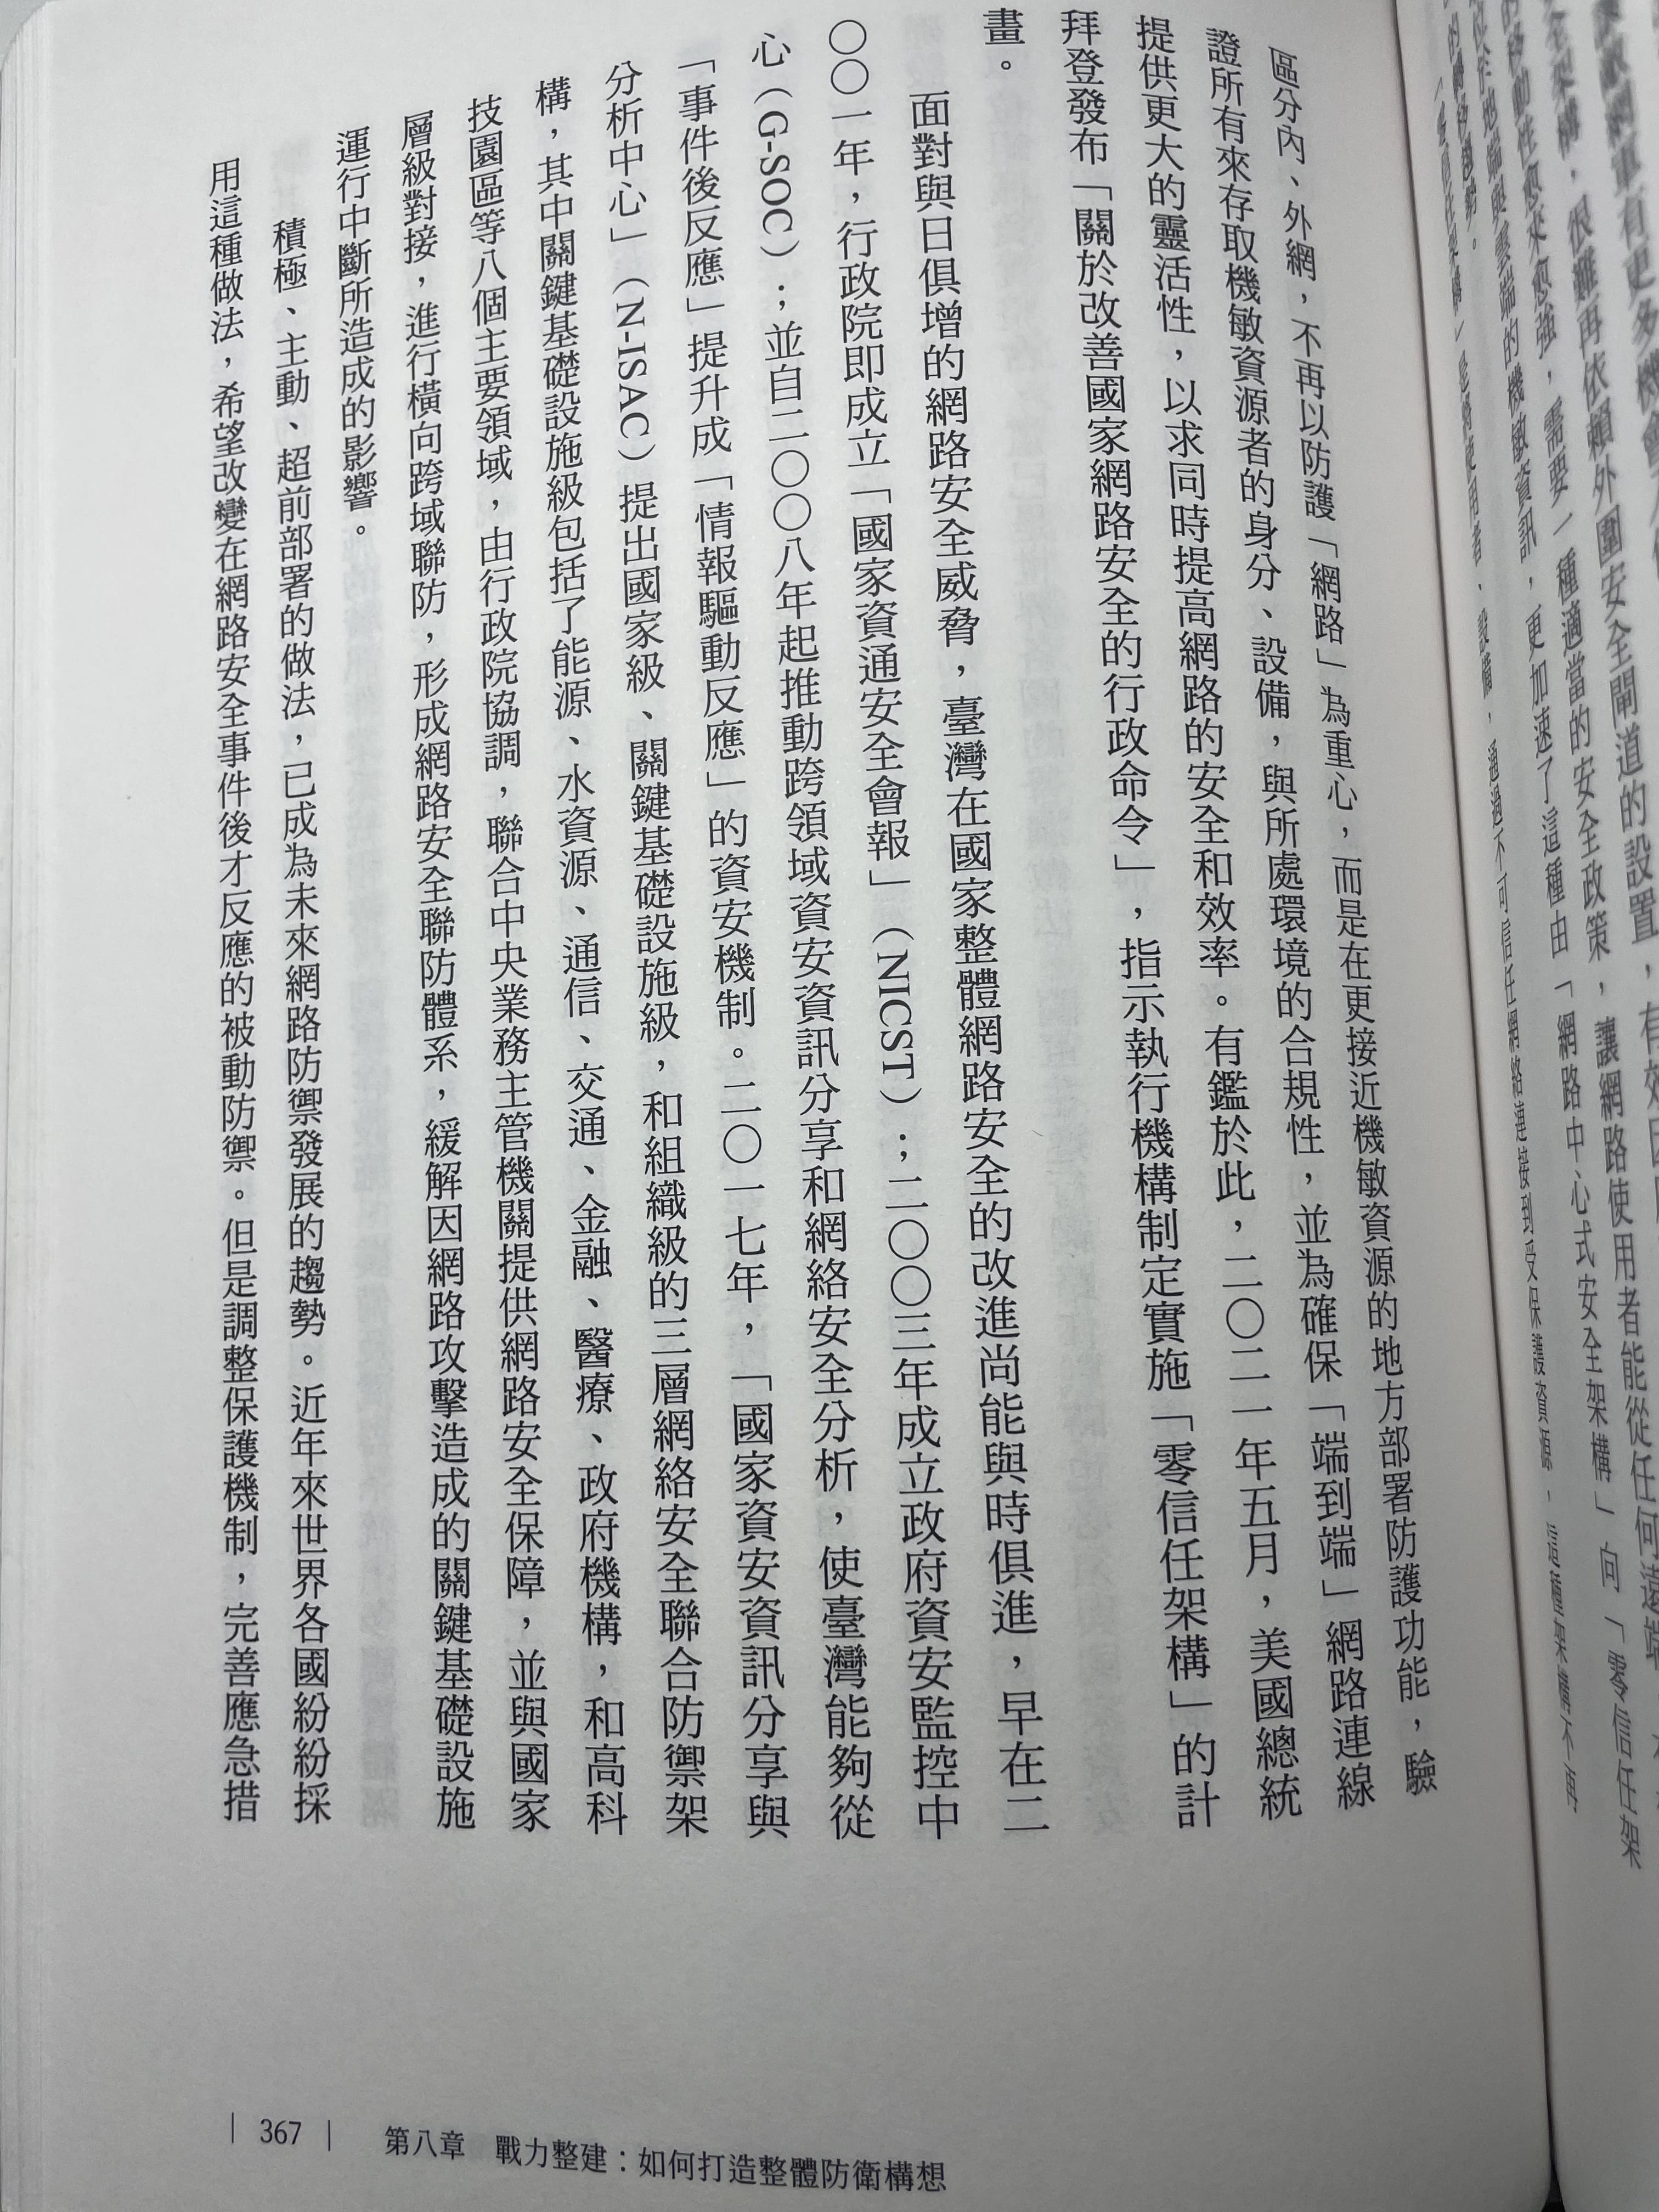 區分內、外網，不再以防護「網路」為重心，而是在更接近機敏資源的地方部署防護功能，驗
證所有來存取機敏資源者的身分、設備，與所處環境的合規性，並為確保「端到端」網路連線
提供更大的靈活性，以求同時提高網路的安全和效率。有鑑於此，二〇二一年五月，美國總統
拜登發布「關於改善國家網路安全的行政命令」，指示執行機構制定實施「零信任架構」的計
畫。
面對與日俱增的網路安全威脅，臺灣在國家整體網路安全的改進尚能與時俱進，早在二
〇〇一年，行政院即成立「國家資通安全會報」（NICST）；二〇〇三年成立政府資安監控中
心（G-SOC）；並自二〇〇八年起推動跨領域資安資訊分享和網絡安全分析，使臺灣能夠從
「事件後反應」提升成「情報驅動反應」的資安機制。二〇一七年，「國家資安資訊分享與
分析中心」（N-ISAC）提出國家級、關鍵基礎設施級，和組織級的三層網絡安全聯合防禦架
構，其中關鍵基礎設施級包括了能源、水資源、通信、交通、金融、醫療、政府機構，和高科
技園區等八個主要領域，由行政院協調，聯合中央業務主管機關提供網路安全保障，並與國家
層級對接，進行橫向跨域聯防，形成網路安全聯防體系，緩解因網路攻擊造成的關鍵基礎設施
運行中斷所造成的影響。
積極、主動、超前部署的做法，已成為未來網路防禦發展的趨勢。近年來世界各國紛紛採
用這種做法，希望改變在網路安全事件後才反應的被動防禦。但是調整保護機制，完善應急措
| 367 | 第八章 戰力整建：如何打造整體防衛構想